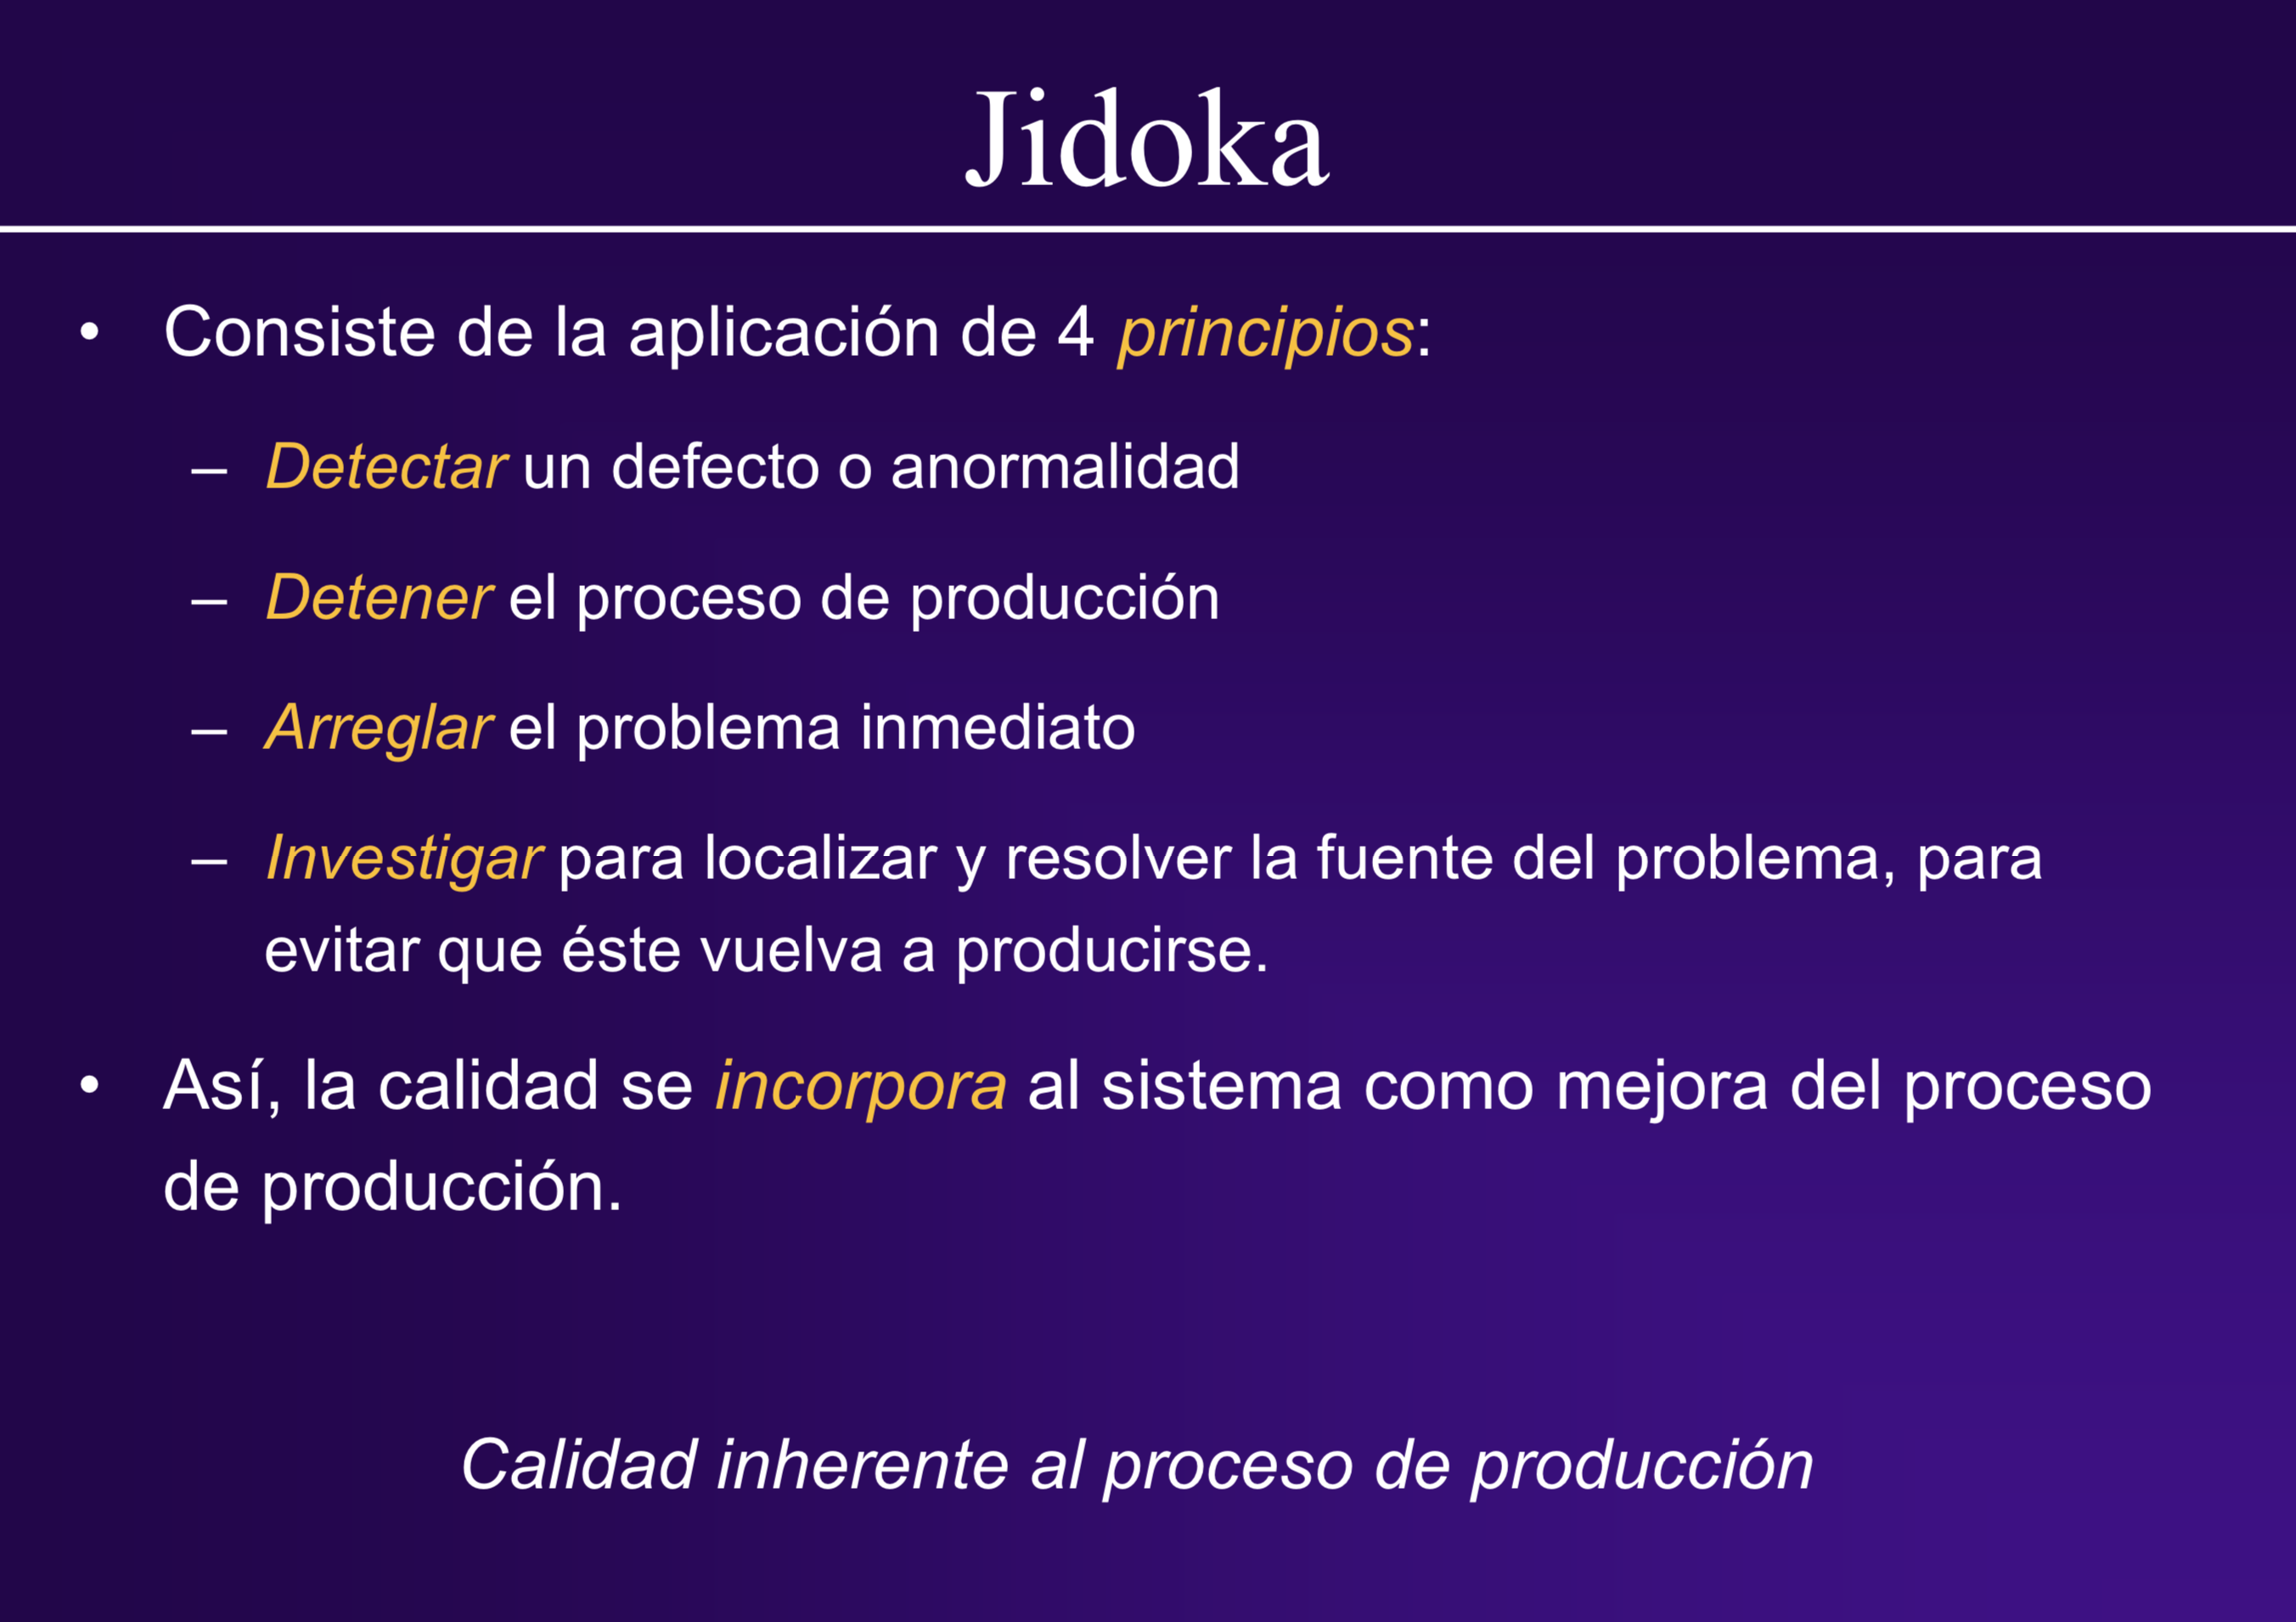 Jidoka
• Consiste de la aplicación de 4 principios:
– Detectar un defecto o anormalidad
– Detener el proceso de producción
– Arreglar el problema inmediato
– Investigar para localizar y resolver la fuente del problema, para
evitar que éste vuelva a producirse.
• Así, la calidad se incorpora al sistema como mejora del proceso
de producción.
Calidad inherente al proceso de producción